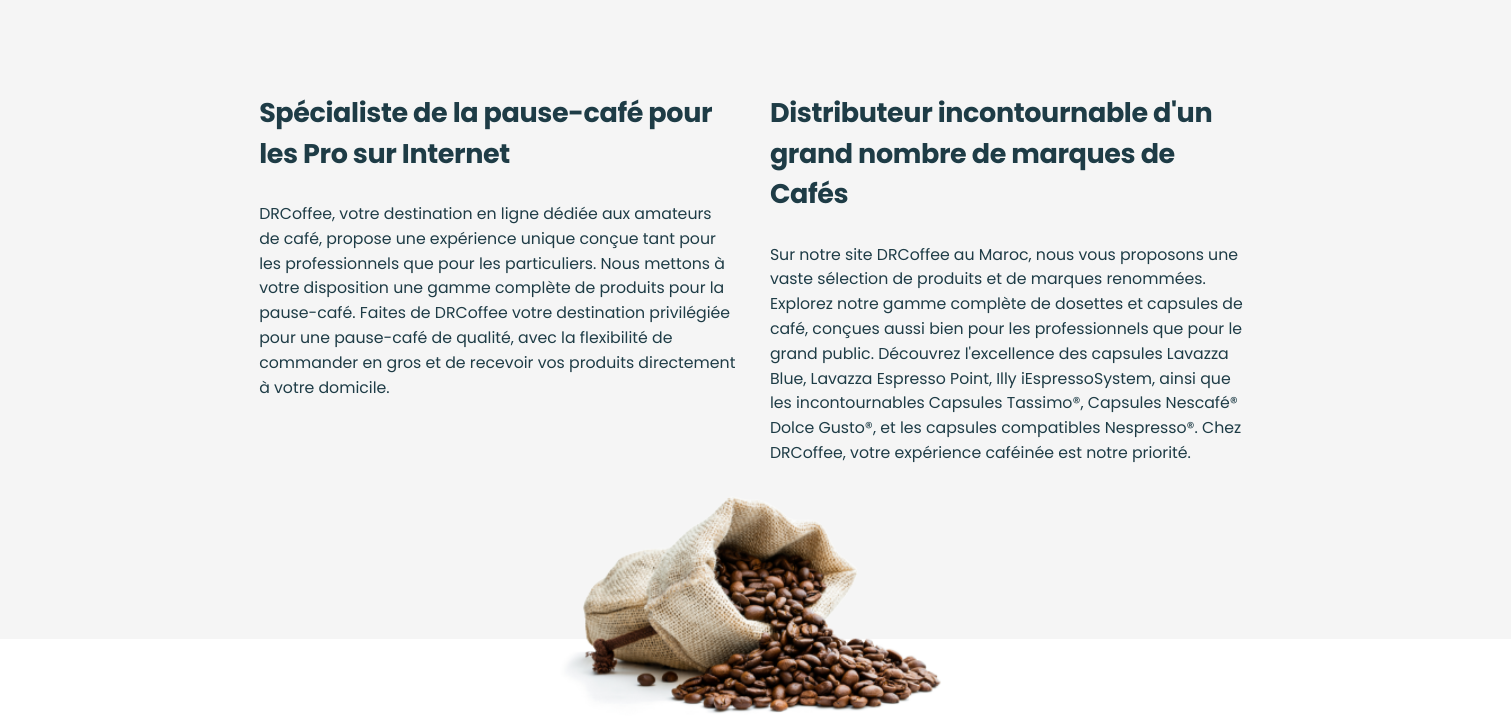 Spécialiste de la pause-café pour
les Pro sur Internet
DRCoffee, votre destination en ligne dédiée aux amateurs
de café, propose une expérience unique conçue tant pour
les professionnels que pour les particuliers. Nous mettons à
votre disposition une gamme complète de produits pour la
pause-café. Faites de DRCoffee votre destination privilégiée
pour une pause-café de qualité, avec la flexibilité de
commander en gros et de recevoir vos produits directement
à votre domicile.
Distributeur incontournable d'un
grand nombre de marques de
Cafés
Sur notre site DRCoffee au Maroc, nous vous proposons une
vaste sélection de produits et de marques renommées.
Explorez notre gamme complète de dosettes et capsules de
café, conçues aussi bien pour les professionnels que pour le
grand public. Découvrez l'excellence des capsules Lavazza
Blue, Lavazza Espresso Point, Illy iEspressoSystem, ainsi que
les incontournables Capsules Tassimo®, Capsules Nescafé®
Dolce Gusto®, et les capsules compatibles Nespresso®. Chez
DRCoffee, votre expérience caféinée est notre priorité.